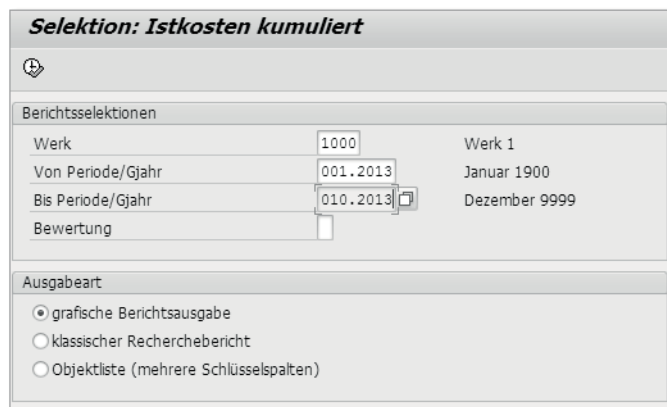 Selektion: Istkosten kumuliert
Berichtsselektionen
Werk 1000 Werk 1
Von Periode/Gjahr 001.2013 Januar 1900
Bis Periode/Gjahr 010.2013 Dezember 9999
Bewertung
Ausgabeart
grafische Berichtsausgabe
klassischer Recherchebericht
Objektliste (mehrere Schlüsselspalten)